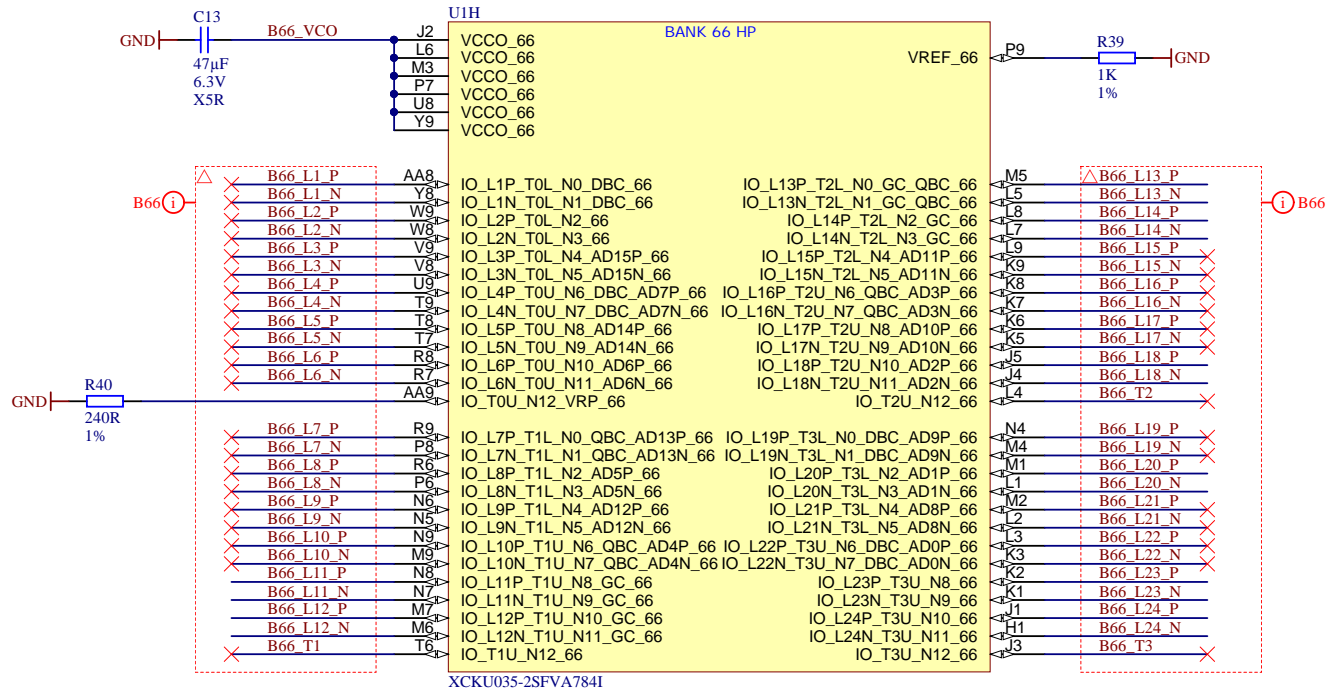 U1H
BANK 66 HP
C13
GND
B66_VCO
47µF
6.3V
X5R
J2 VCCO_66
L6 VCCO_66
M3 VCCO_66
P7 VCCO_66
U8 VCCO_66
Y9 VCCO_66
VREF_66 P9
R39
1K
1%
GND
B66
B66_L1_P AA8 IO_L1P_T0L_N0_DBC_66
B66_L1_N Y8 IO_L1N_T0L_N1_DBC_66
B66_L2_P W9 IO_L2P_T0L_N2_66
B66_L2_N W8 IO_L2N_T0L_N3_66
B66_L3_P V9 IO_L3P_T0L_N4_AD15P_66
B66_L3_N V8 IO_L3N_T0L_N5_AD15N_66
B66_L4_P U9 IO_L4P_T0U_N6_DBC_AD7P_66
B66_L4_N T9 IO_L4N_T0U_N7_DBC_AD7N_66
B66_L5_P T8 IO_L5P_T0U_N8_AD14P_66
B66_L5_N T7 IO_L5N_T0U_N9_AD14N_66
B66_L6_P R8 IO_L6P_T0U_N10_AD6P_66
B66_L6_N R7 IO_L6N_T0U_N11_AD6N_66
R40
GND
240R
1%
AA9 IO_T0U_N12_VRP_66
B66_L7_P R9 IO_L7P_T1L_N0_QBC_AD13P_66
B66_L7_N P8 IO_L7N_T1L_N1_QBC_AD13N_66
B66_L8_P R6 IO_L8P_T1L_N2_AD5P_66
B66_L8_N P6 IO_L8N_T1L_N3_AD5N_66
B66_L9_P N6 IO_L9P_T1L_N4_AD12P_66
B66_L9_N N5 IO_L9N_T1L_N5_AD12N_66
B66_L10_P N9 IO_L10P_T1U_N6_QBC_AD4P_66
B66_L10_N M9 IO_L10N_T1U_N7_QBC_AD4N_66
B66_L11_P N8 IO_L11P_T1U_N8_GC_66
B66_L11_N N7 IO_L11N_T1U_N9_GC_66
B66_L12_P M7 IO_L12P_T1U_N10_GC_66
B66_L12_N M6 IO_L12N_T1U_N11_GC_66
B66_T1 T6 IO_T1U_N12_66
IO_L13P_T2L_N0_GC_QBC_66 M5 B66_L13_P
IO_L13N_T2L_N1_GC_QBC_66 L5 B66_L13_N
IO_L14P_T2L_N2_GC_66 L8 B66_L14_P
IO_L14N_T2L_N3_GC_66 L7 B66_L14_N
IO_L15P_T2L_N4_AD11P_66 L9 B66_L15_P
IO_L15N_T2L_N5_AD11N_66 K9 B66_L15_N
IO_L16P_T2U_N6_QBC_AD3P_66 K8 B66_L16_P
IO_L16N_T2U_N7_QBC_AD3N_66 K7 B66_L16_N
IO_L17P_T2U_N8_AD10P_66 K6 B66_L17_P
IO_L17N_T2U_N9_AD10N_66 K5 B66_L17_N
IO_L18P_T2U_N10_AD2P_66 J5 B66_L18_P
IO_L18N_T2U_N11_AD2N_66 J4 B66_L18_N
IO_T2U_N12_66 L4 B66_T2
IO_L19P_T3L_N0_DBC_AD9P_66 N4 B66_L19_P
IO_L19N_T3L_N1_DBC_AD9N_66 M4 B66_L19_N
IO_L20P_T3L_N2_AD1P_66 M1 B66_L20_P
IO_L20N_T3L_N3_AD1N_66 L1 B66_L20_N
IO_L21P_T3L_N4_AD8P_66 M2 B66_L21_P
IO_L21N_T3L_N5_AD8N_66 L2 B66_L21_N
IO_L22P_T3U_N6_DBC_AD0P_66 L3 B66_L22_P
IO_L22N_T3U_N7_DBC_AD0N_66 K3 B66_L22_N
IO_L23P_T3U_N8_66 K2 B66_L23_P
IO_L23N_T3U_N9_66 K1 B66_L23_N
IO_L24P_T3U_N10_66 J1 B66_L24_P
IO_L24N_T3U_N11_66 H1 B66_L24_N
IO_T3U_N12_66 J3 B66_T3
i B66
XCKU035-2SFVA784I